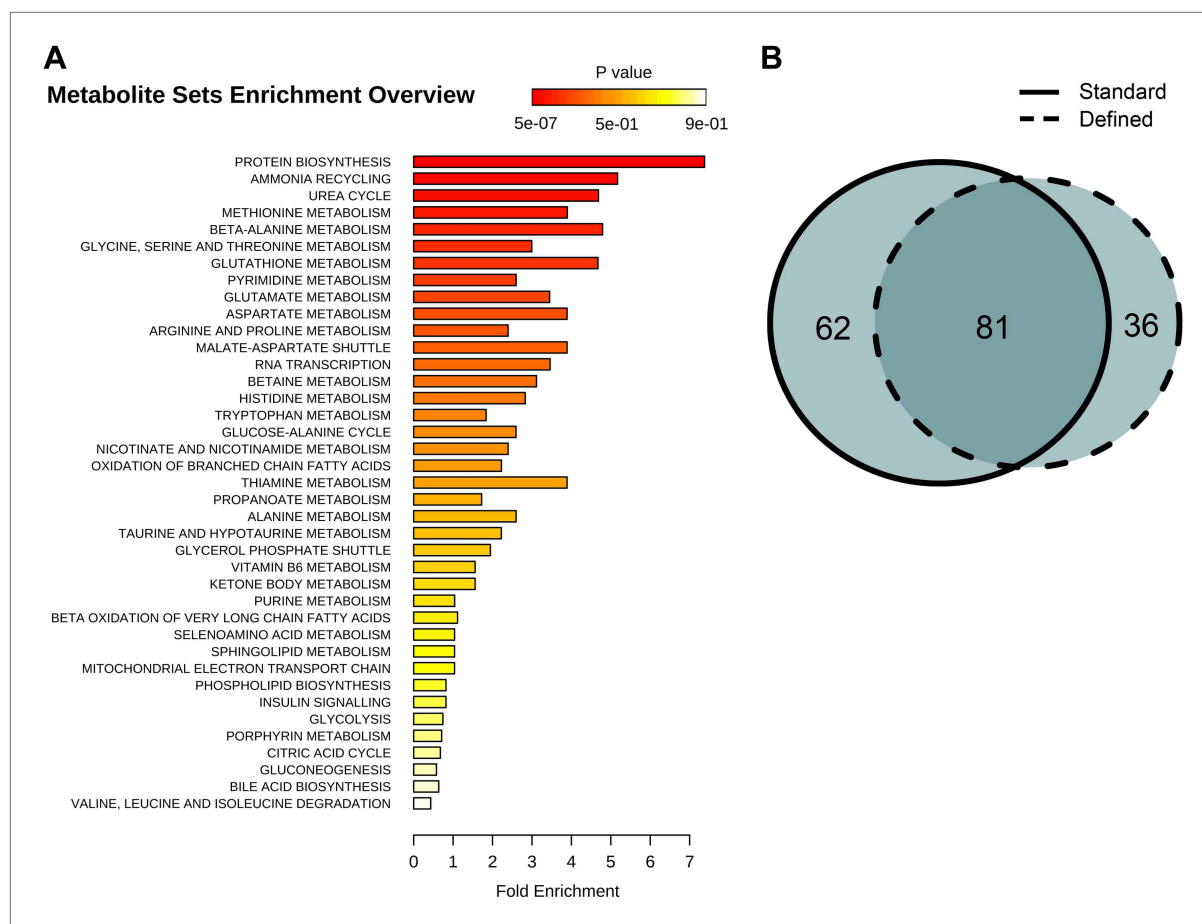 A
Metabolite Sets Enrichment Overview
P value
5e-07 5e-01 9e-01
PROTEIN BIOSYNTHESIS
AMMONIA RECYCLING
UREA CYCLE
METHIONINE METABOLISM
BETA-ALANINE METABOLISM
GLYCINE, SERINE AND THREONINE METABOLISM
GLUTATHIONE METABOLISM
PYRIMIDINE METABOLISM
GLUTAMATE METABOLISM
ASPARTATE METABOLISM
ARGININE AND PROLINE METABOLISM
MALATE-ASPARTATE SHUTTLE
RNA TRANSCRIPTION
BETAINE METABOLISM
HISTIDINE METABOLISM
TRYPTOPHAN METABOLISM
GLUCOSE-ALANINE CYCLE
NICOTINATE AND NICOTINAMIDE METABOLISM
OXIDATION OF BRANCHED CHAIN FATTY ACIDS
THIAMINE METABOLISM
PROPANOATE METABOLISM
ALANINE METABOLISM
TAURINE AND HYPOTAURINE METABOLISM
GLYCEROL PHOSPHATE SHUTTLE
VITAMIN B6 METABOLISM
KETONE BODY METABOLISM
PURINE METABOLISM
BETA OXIDATION OF VERY LONG CHAIN FATTY ACIDS
SELENOAMINO ACID METABOLISM
SPHINGOLIPID METABOLISM
MITOCHONDRIAL ELECTRON TRANSPORT CHAIN
PHOSPHOLIPID BIOSYNTHESIS
INSULIN SIGNALLING
GLYCOLYSIS
PORPHYRIN METABOLISM
CITRIC ACID CYCLE
GLUCONEOGENESIS
BILE ACID BIOSYNTHESIS
VALINE, LEUCINE AND ISOLEUCINE DEGRADATION
0 1 2 3 4 5 6 7
Fold Enrichment
B
Standard
Defined
62 81 36